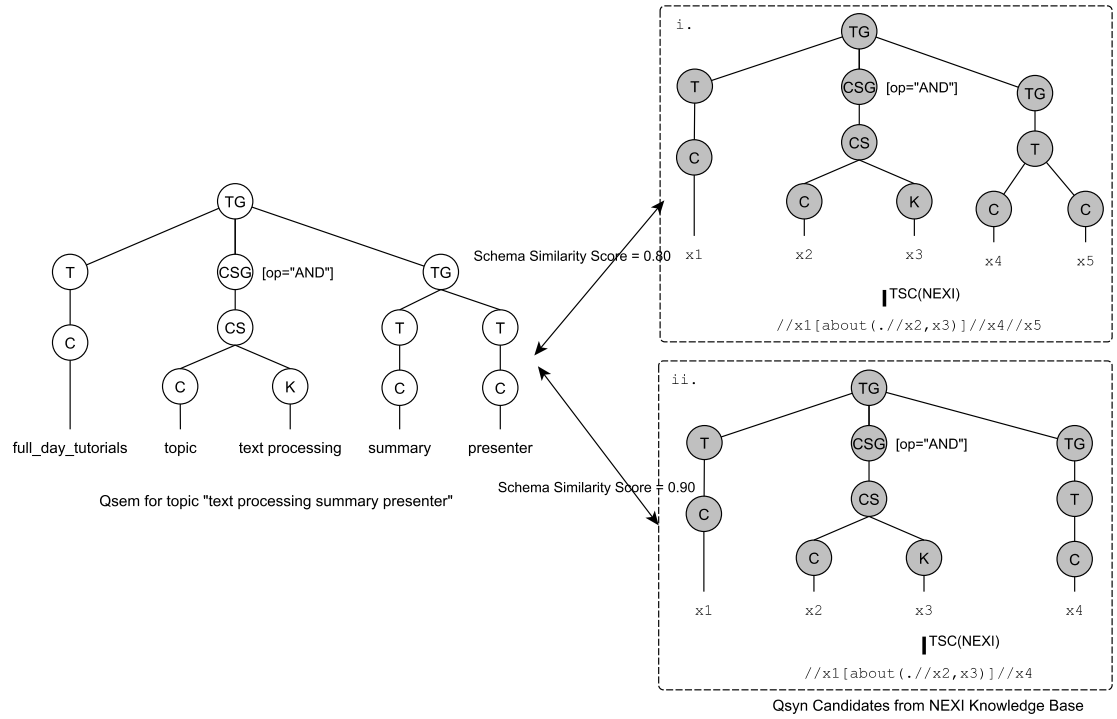 TG
T
CSG
[op="AND"]
TG
C
CS
T
T
C
K
C
C
full_day_tutorials
topic
text processing
summary
presenter
Qsem for topic "text processing summary presenter"
Schema Similarity Score = 0.80
Schema Similarity Score = 0.90
i.
TG
T
CSG
[op="AND"]
TG
C
CS
T
C
K
C
C
x1
x2
x3
x4
x5
TSC(NEXI)
//x1[about(.//x2,x3)]//x4//x5
ii.
TG
T
CSG
[op="AND"]
TG
C
CS
T
C
K
C
x1
x2
x3
x4
TSC(NEXI)
//x1[about(.//x2,x3)]//x4
Qsyn Candidates from NEXI Knowledge Base